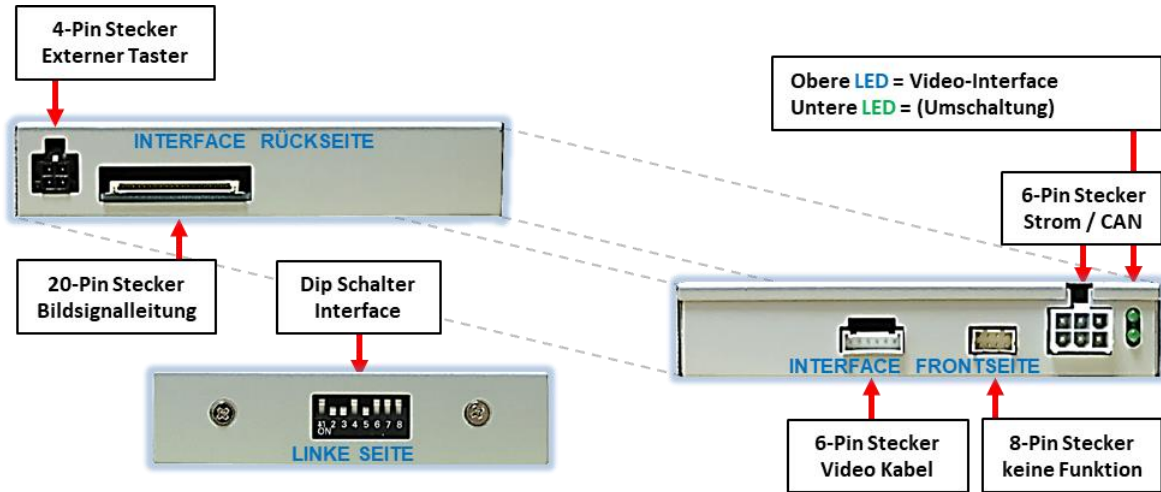 4-Pin Stecker
Externer Taster
Obere LED = Video-Interface
Untere LED = (Umschaltung)
INTERFACE RÜCKSEITE
6-Pin Stecker
Strom / CAN
20-Pin Stecker
Bildsignalleitung
Dip Schalter
Interface
INTERFACE FRONTSEITE
1 2 3 4 5 6 7 8
ON
LINKE SEITE
6-Pin Stecker
Video Kabel
8-Pin Stecker
keine Funktion